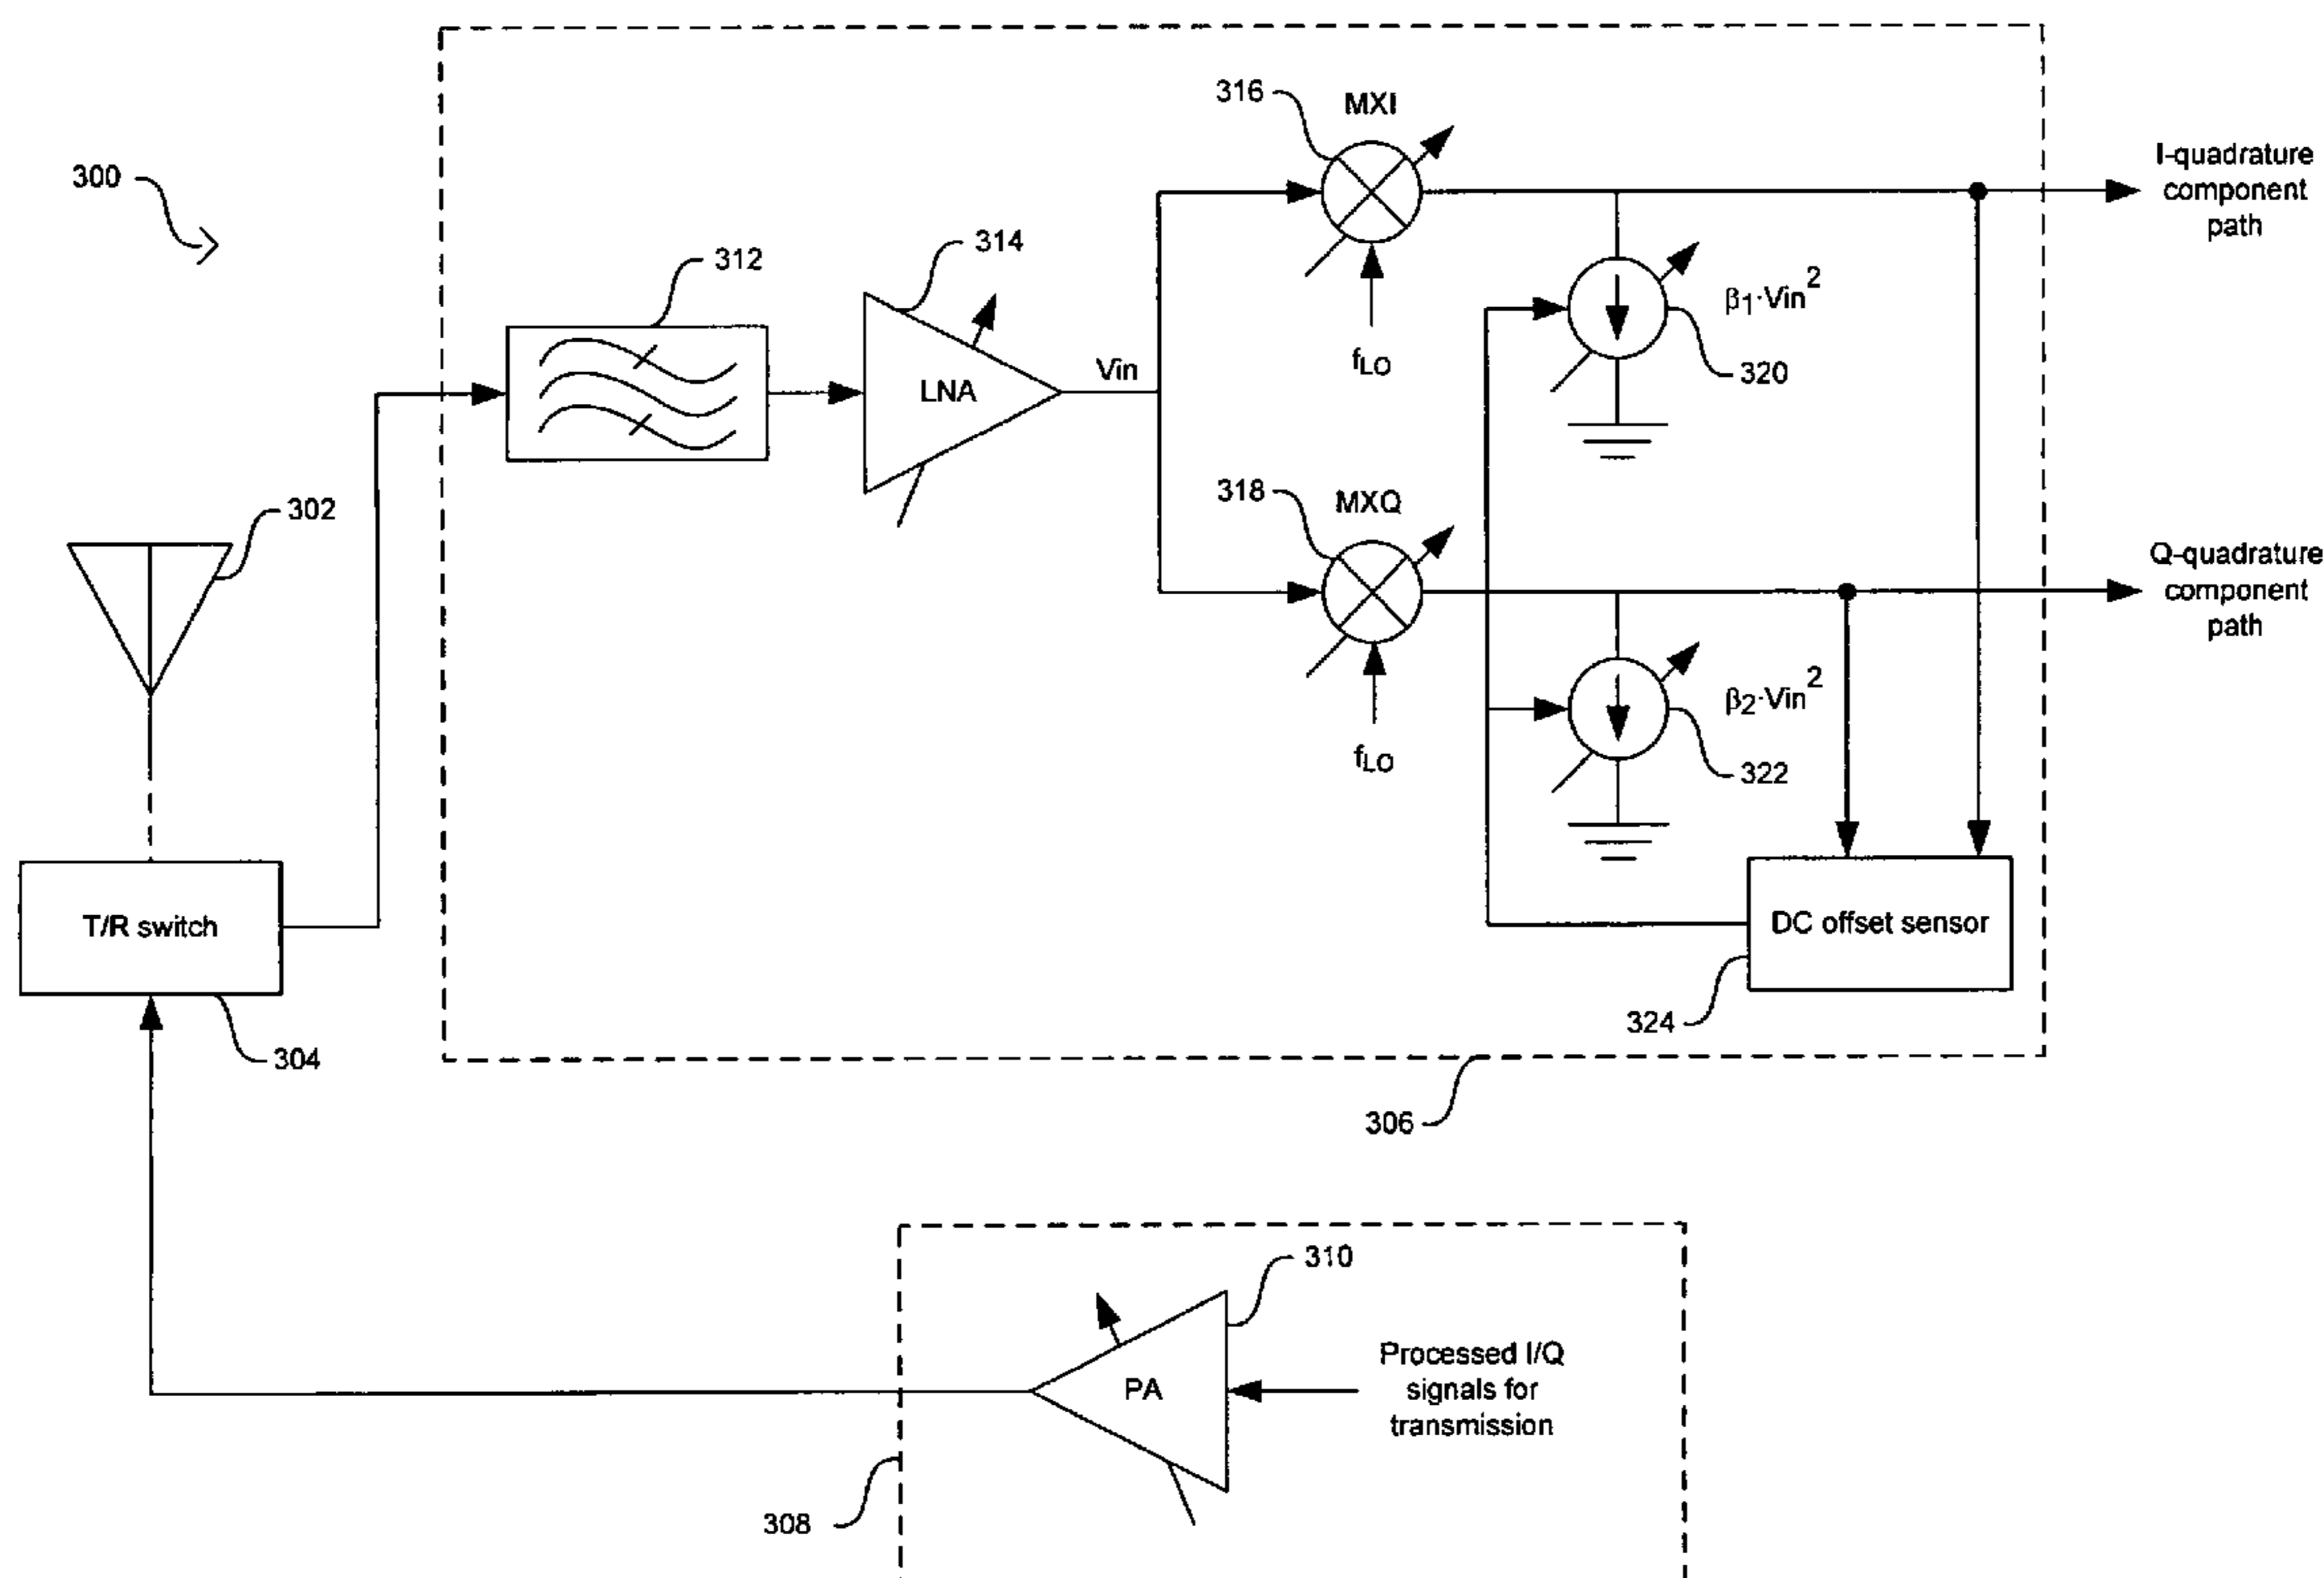 316
MXI
I-quadrature
component
path
300
314
312
β₁·Vin²
LNA
Vin
fLO
320
318
MXQ
302
Q-quadrature
component
path
β₂·Vin²
fLO
322
T/R switch
DC offset sensor
324
304
306
310
Processed I/Q
signals for
transmission
PA
308